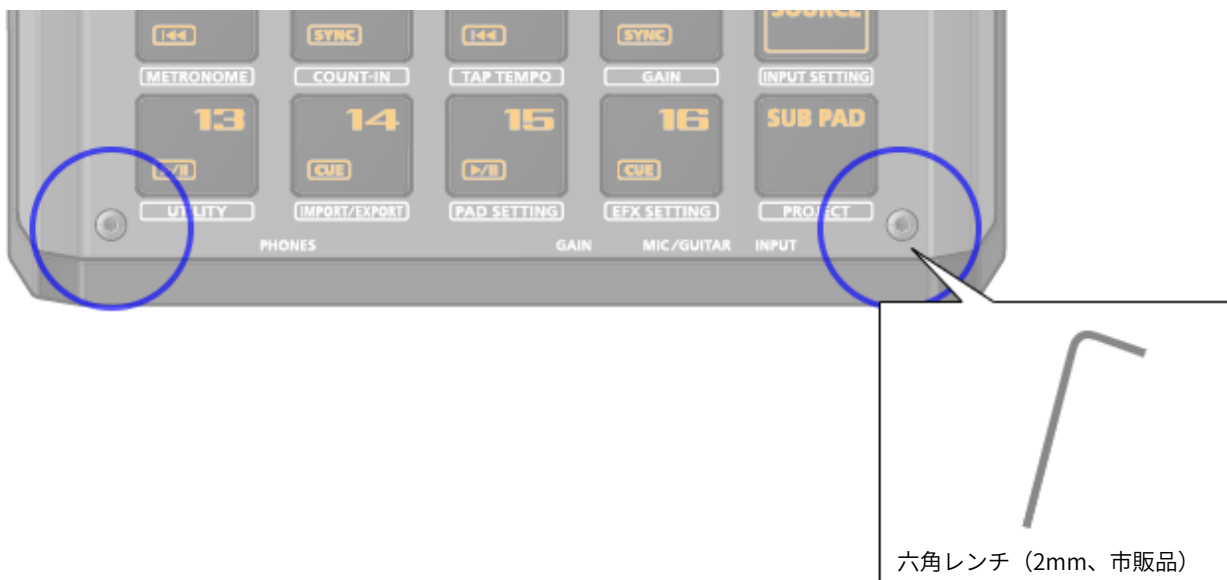 SOURCE
SYNC
SYNC
METRONOME
COUNT-IN
TAP TEMPO
GAIN
INPUT SETTING
13
14
15
16
SUB PAD
CUE
CUE
UTILITY
IMPORT/EXPORT
PAD SETTING
EFX SETTING
PROJECT
PHONES
GAIN
MIC/GUITAR
INPUT
六角レンチ（2mm、市販品）